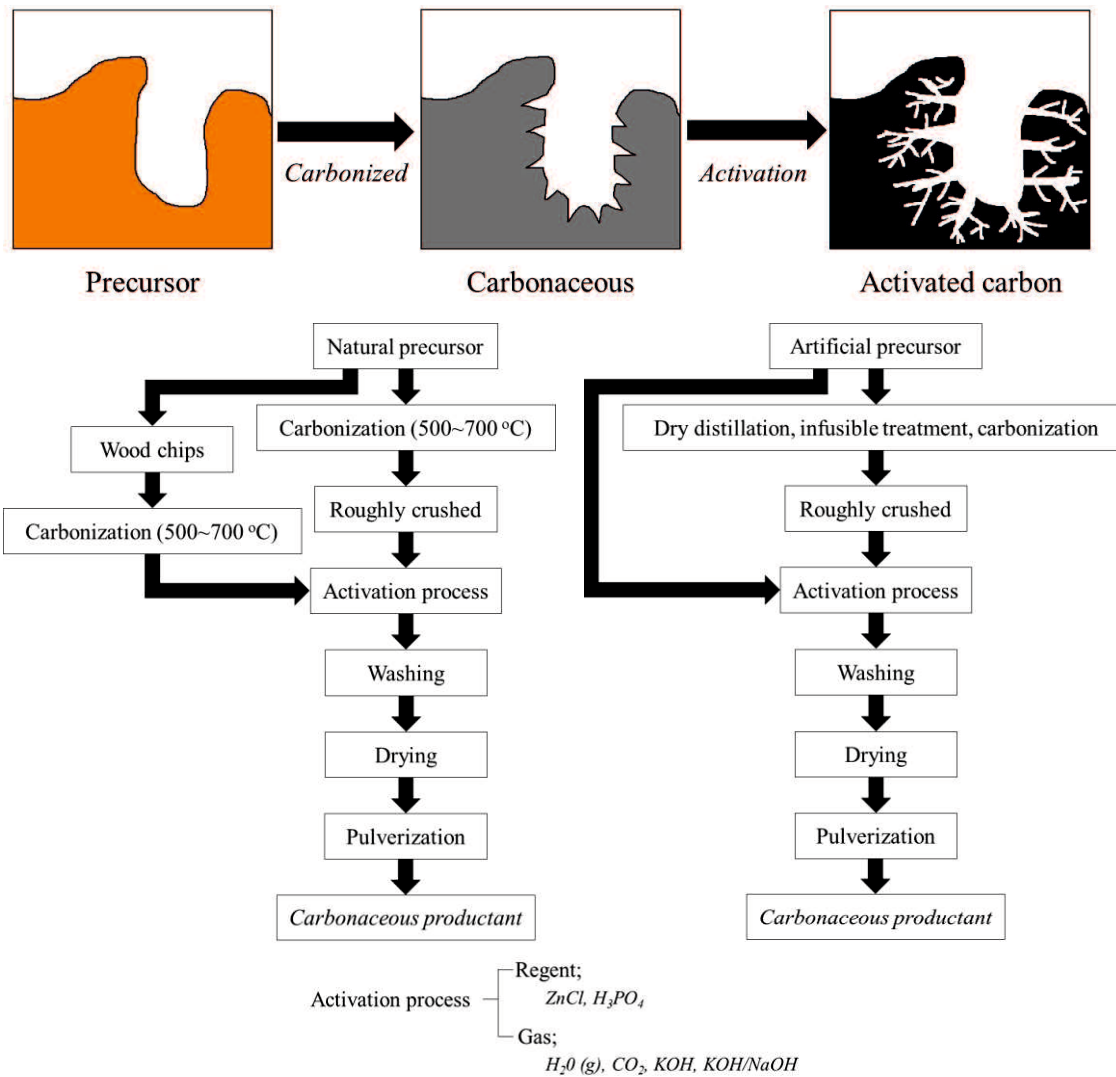 Carbonized
Activation
Precursor
Carbonaceous
Activated carbon
Natural precursor
Wood chips
Carbonization (500~700 °C)
Carbonization (500~700 °C)
Roughly crushed
Activation process
Washing
Drying
Pulverization
Carbonaceous productant
Artificial precursor
Dry distillation, infusible treatment, carbonization
Roughly crushed
Activation process
Washing
Drying
Pulverization
Carbonaceous productant
Activation process
Regent;
ZnCl, H₃PO₄
Gas;
H₂0 (g), CO₂, KOH, KOH/NaOH